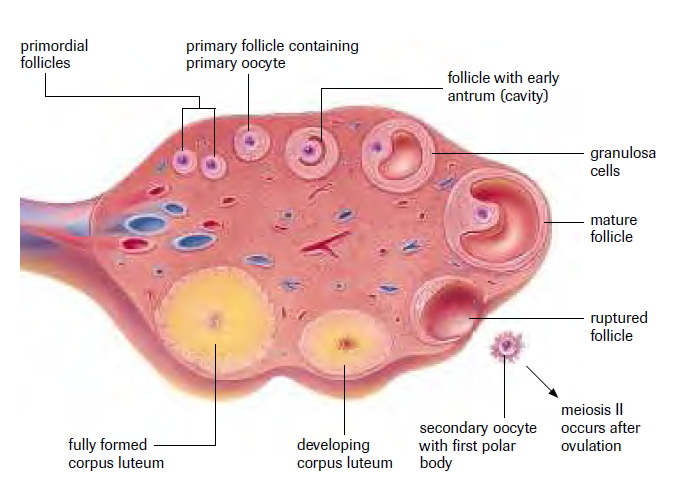 primordial
follicles
primary follicle containing
primary oocyte
follicle with early
antrum (cavity)
granulosa
cells
mature
follicle
ruptured
follicle
meiosis II
occurs after
ovulation
secondary oocyte
with first polar
body
developing
corpus luteum
fully formed
corpus luteum